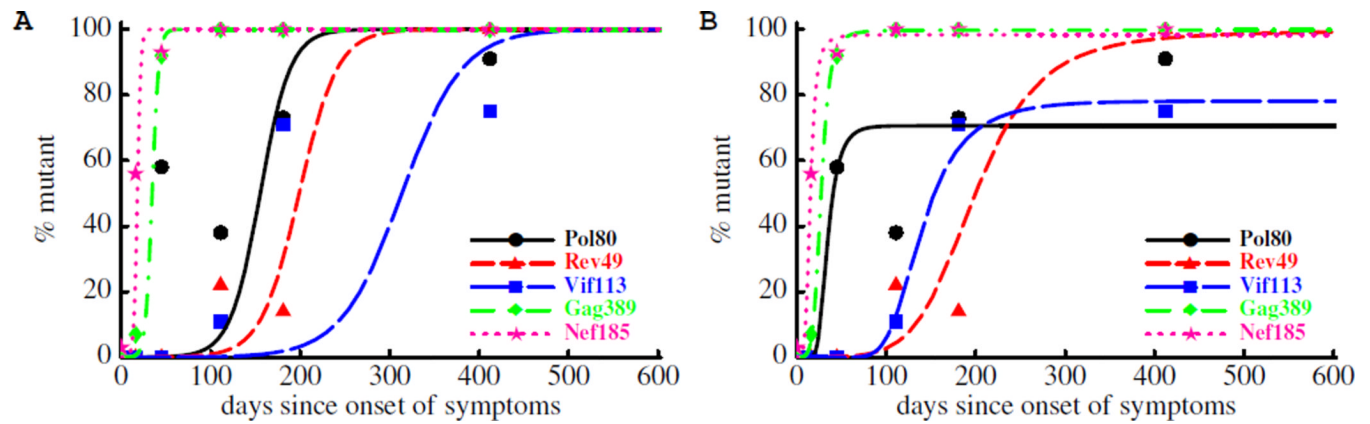 A
% mutant
100
80
60
40
20
0
0 100 200 300 400 500 600
days since onset of symptoms
Pol80
Rev49
Vif113
Gag389
Nef185
B
% mutant
100
80
60
40
20
0
0 100 200 300 400 500 600
days since onset of symptoms
Pol80
Rev49
Vif113
Gag389
Nef185